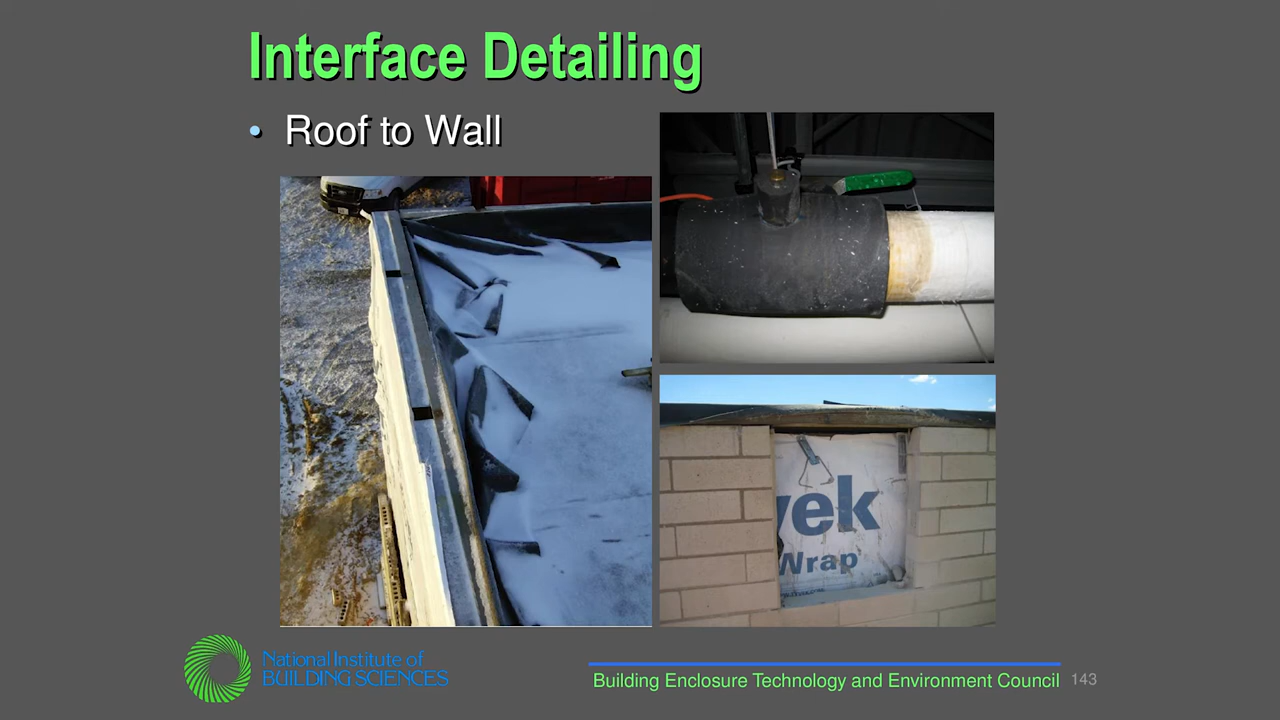 Interface Detailing
• Roof to Wall
yek
Wrap
National Institute of
BUILDING SCIENCES
Building Enclosure Technology and Environment Council
143